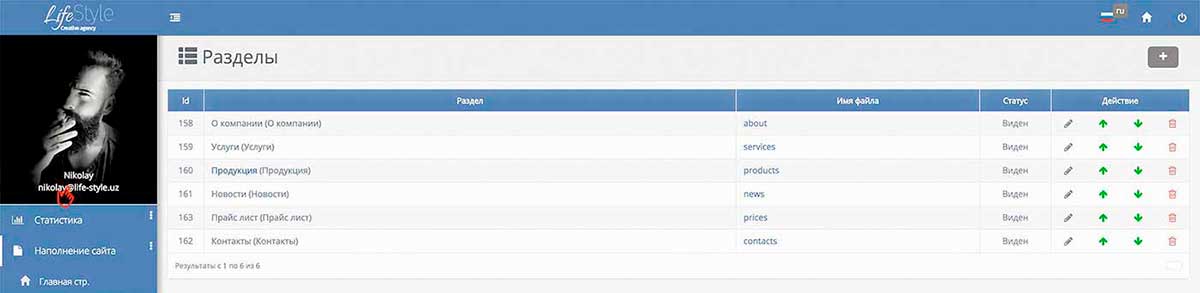 LifeStyle
Creative agency
ru
Разделы
Nikolay
nikolay@life-style.uz
Статистика
Наполнение сайта
Главная стр.
Id Раздел Имя файла Статус Действие
158 О компании (О компании) about Виден
159 Услуги (Услуги) services Виден
160 Продукция (Продукция) products Виден
161 Новости (Новости) news Виден
163 Прайс лист (Прайс лист) prices Виден
162 Контакты (Контакты) contacts Виден
Результаты с 1 по 6 из 6